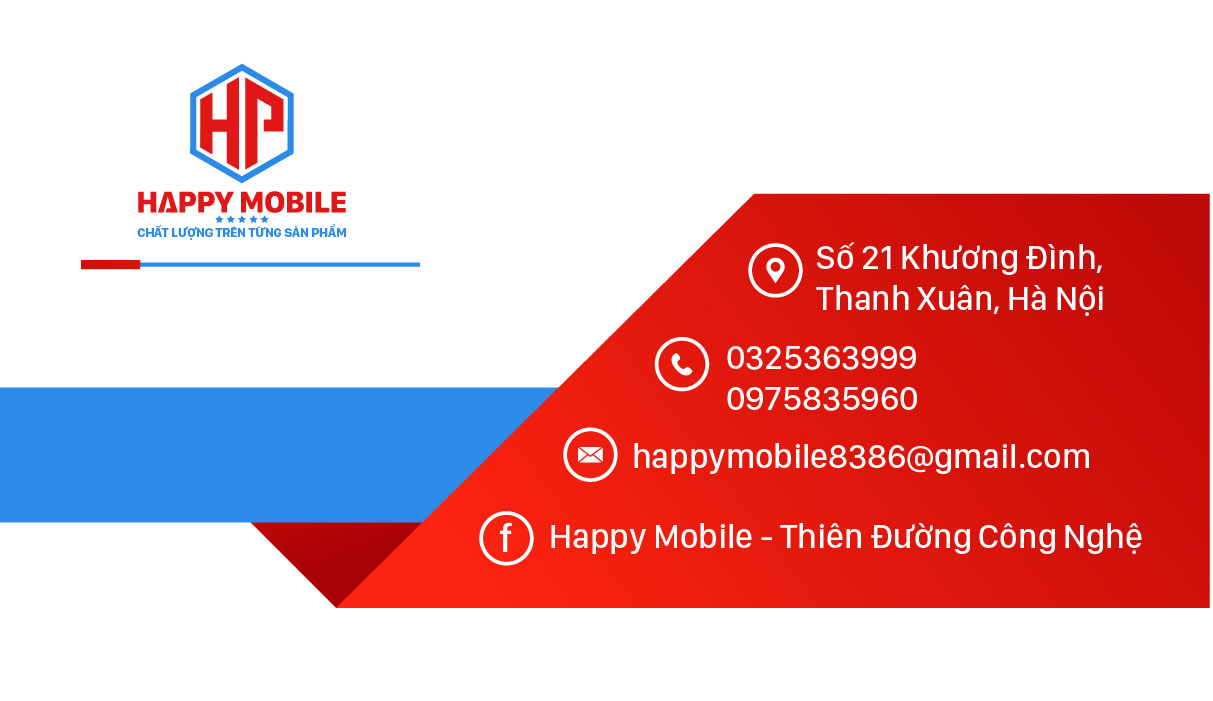 HP
HAPPY MOBILE
CHẤT LƯỢNG TRÊN TỪNG SẢN PHẨM
Số 21 Khương Đình,
Thanh Xuân, Hà Nội
0325363999
0975835960
happymobile8386@gmail.com
f
Happy Mobile - Thiên Đường Công Nghệ